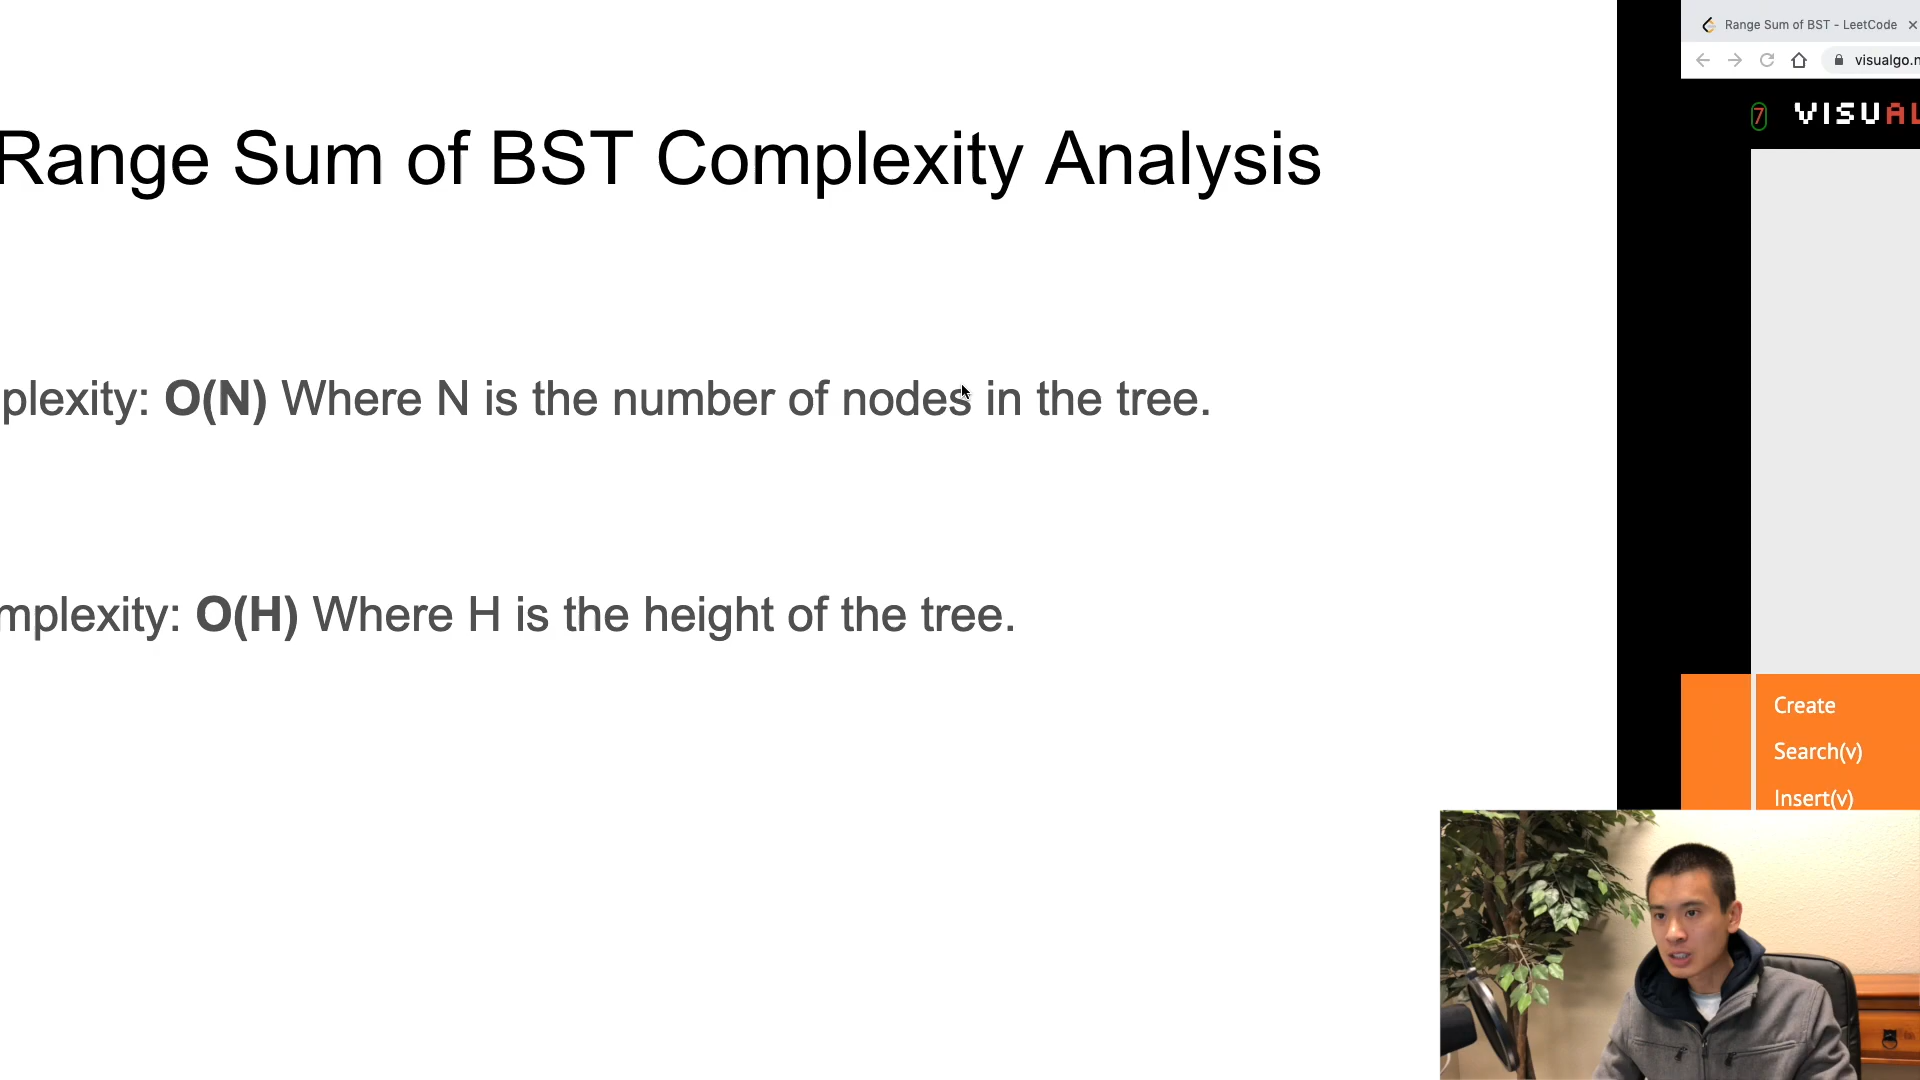 Range Sum of BST Complexity Analysis
plexity: O(N) Where N is the number of nodes in the tree.
mplexity: O(H) Where H is the height of the tree.
Range Sum of BST - LeetCode
visualgo.n
7 VISUAL
Create
Search(v)
Insert(v)